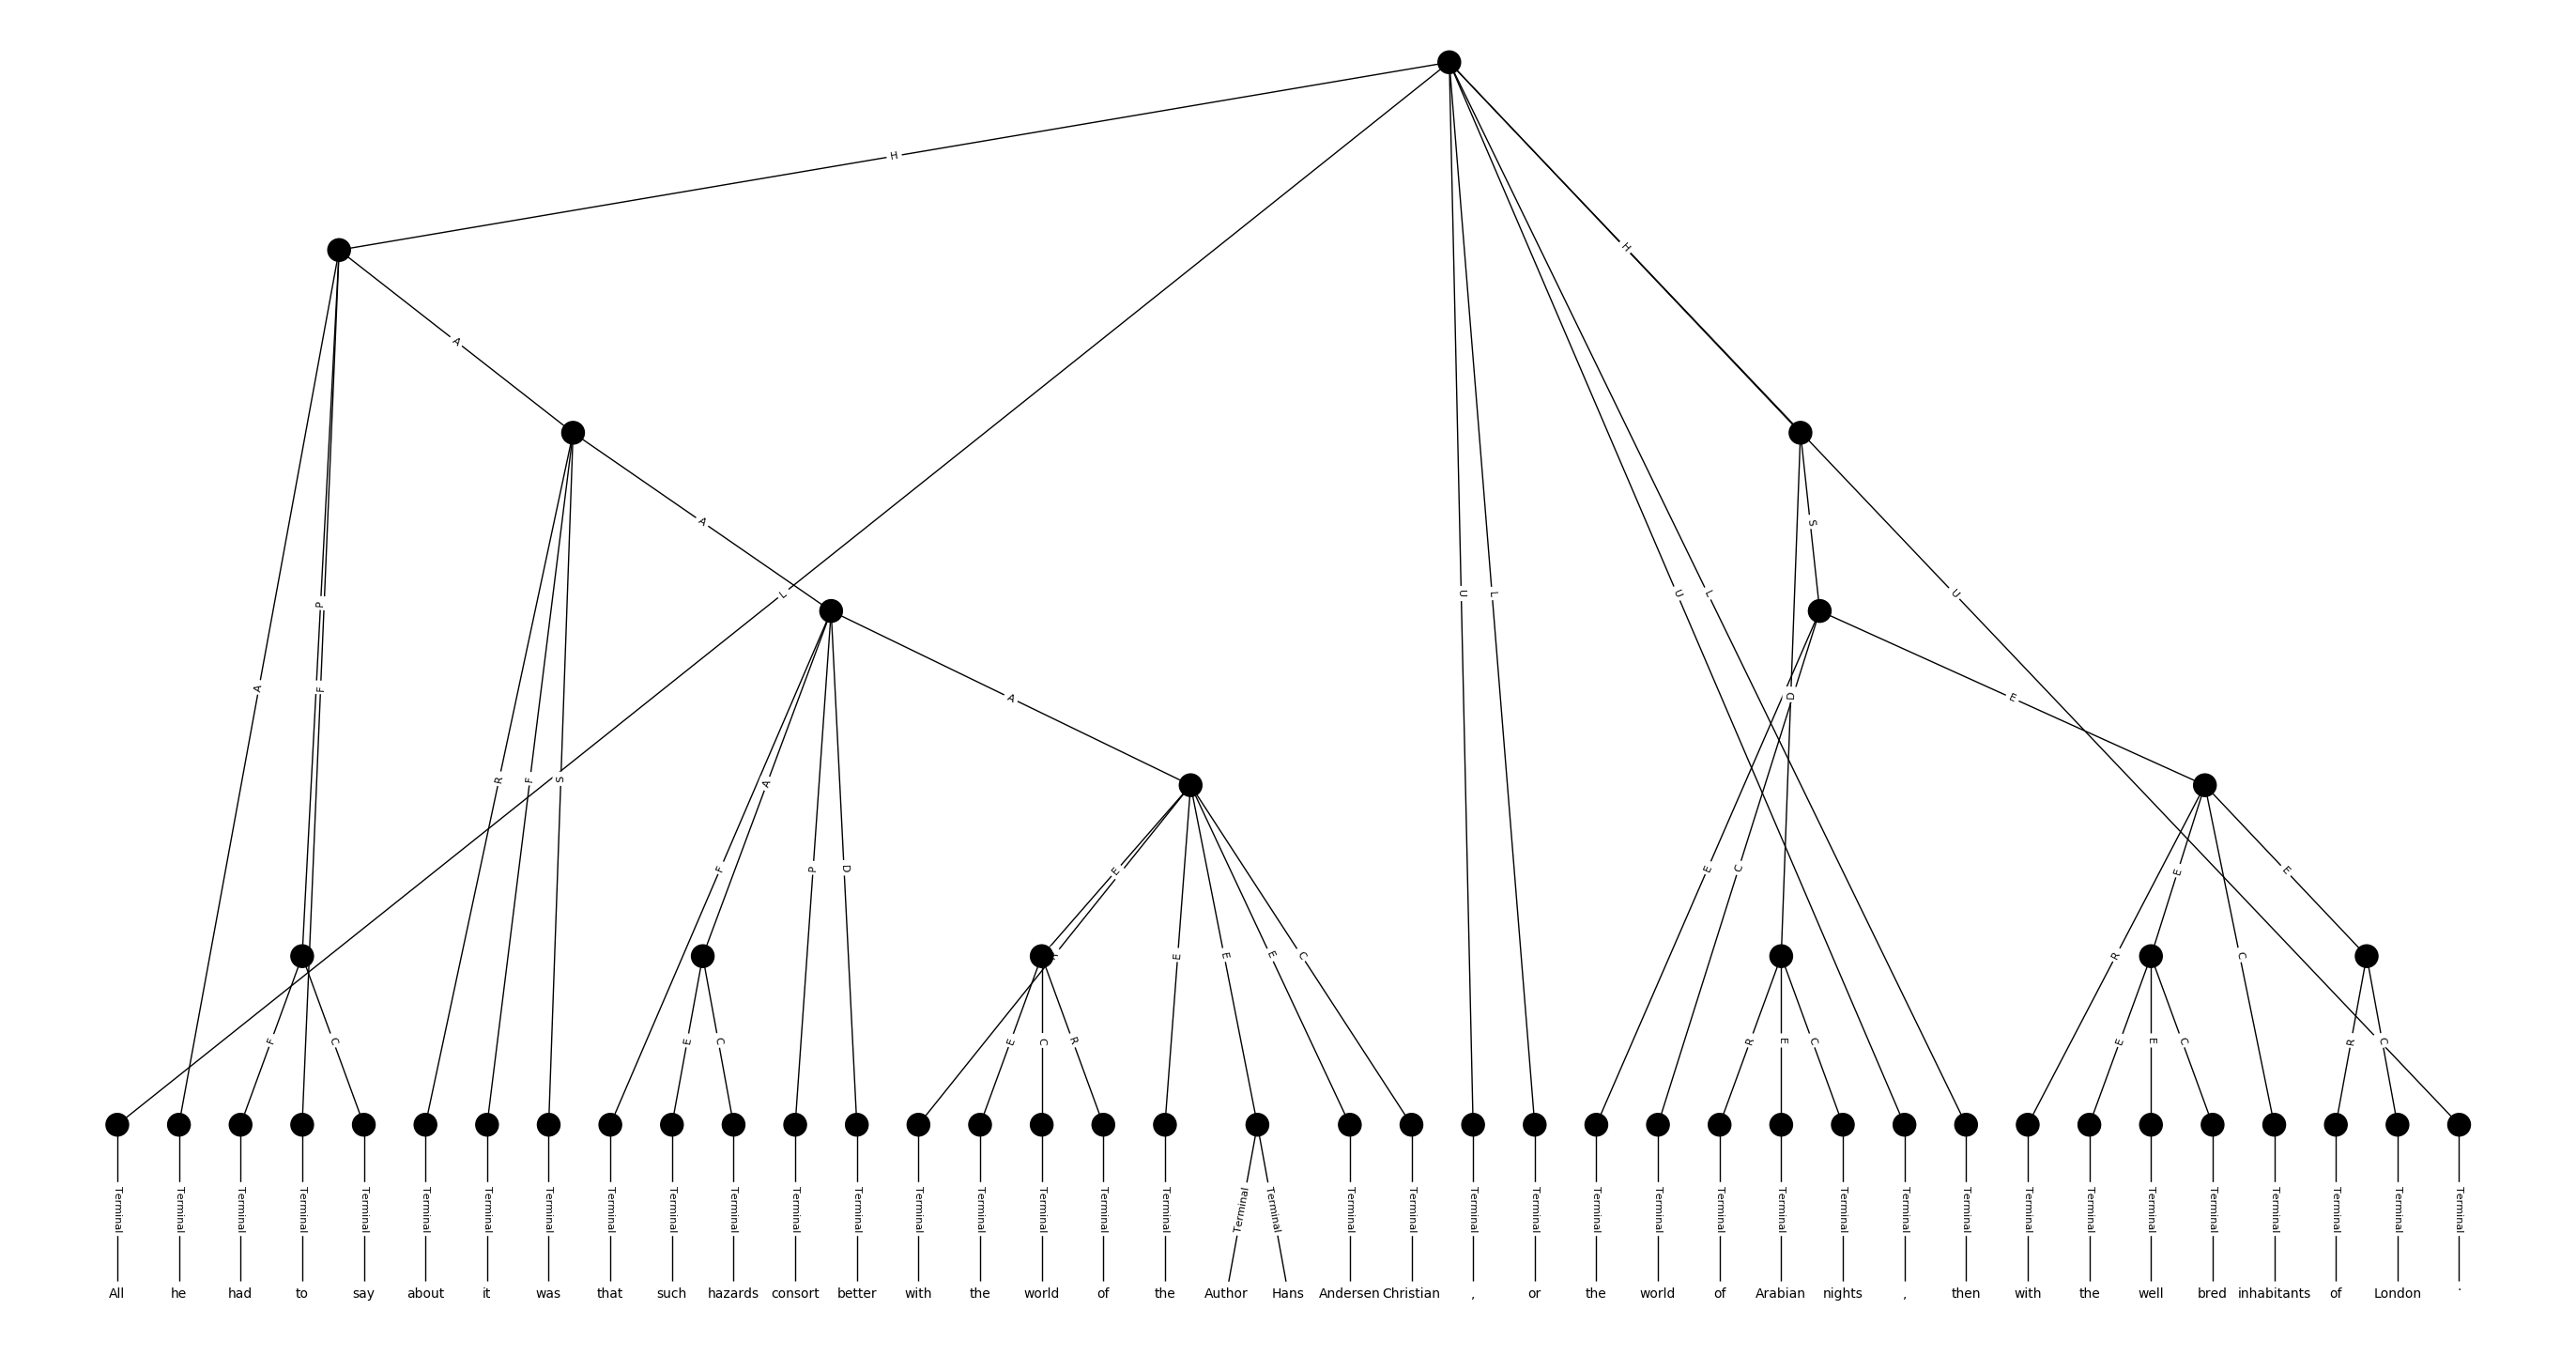 H
H
A
S
A
L
U
L
U
L
U
P
A
F
A
D
E
R
F
S
A
F
P
D
E
E
C
E
R
E
E
E
C
R
C
F
C
E
C
E
C
R
R
E
C
E
E
C
R
C
Terminal Terminal Terminal Terminal Terminal Terminal Terminal Terminal Terminal Terminal Terminal Terminal Terminal Terminal Terminal Terminal Terminal Terminal Terminal Terminal Terminal Terminal Terminal Terminal Terminal Terminal Terminal Terminal Terminal Terminal Terminal Terminal Terminal Terminal Terminal Terminal Terminal Terminal Terminal
All he had to say about it was that such hazards consort better with the world of the Author Hans Andersen Christian , or the world of Arabian nights , then with the well bred inhabitants of London .